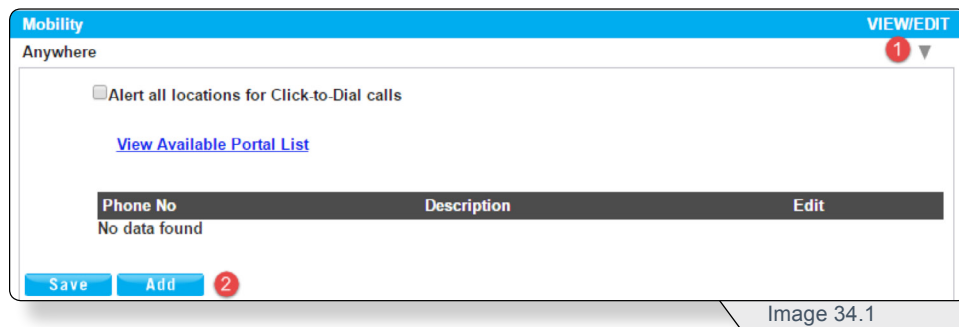 Mobility VIEW/EDIT
Anywhere 1 ▼
Alert all locations for Click-to-Dial calls
View Available Portal List
Phone No Description Edit
No data found
Save Add 2
Image 34.1